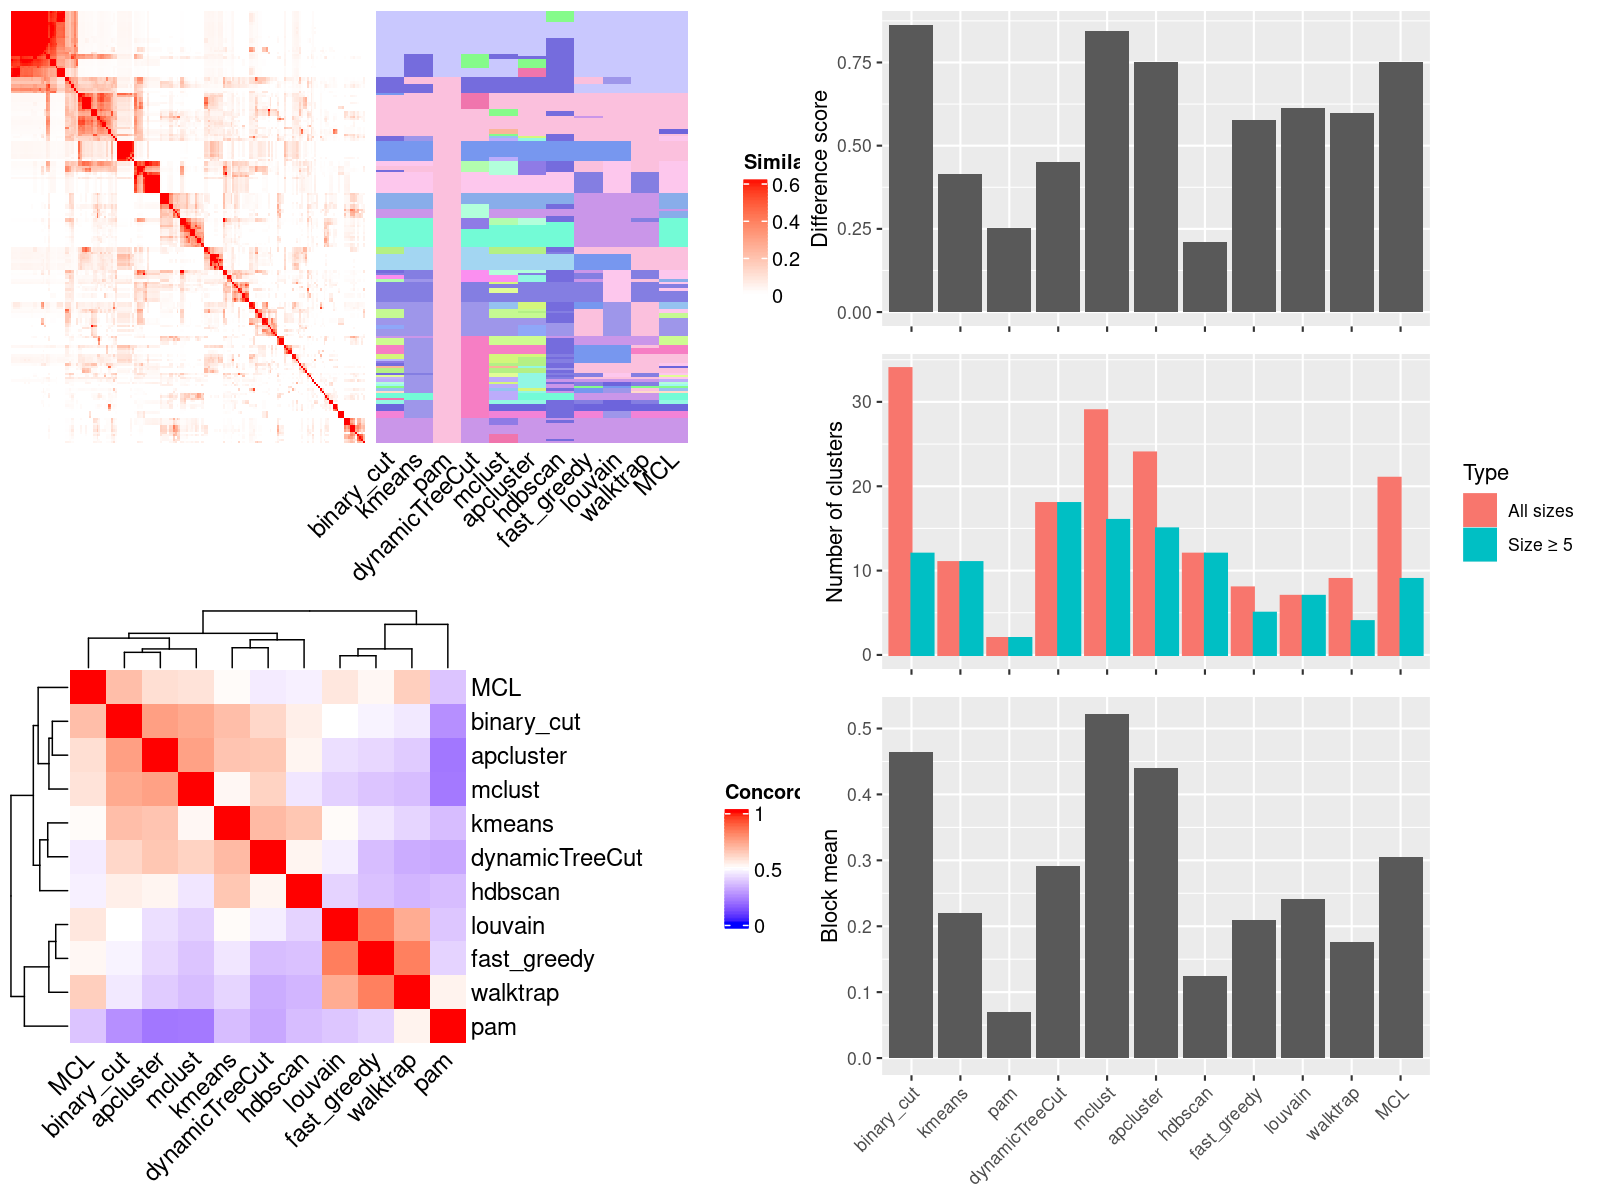 Simila
0.6
0.4
0.2
0
binary_cut
kmeans
pam
dynamicTreeCut
mclust
apcluster
hdbscan
fast_greedy
louvain
walktrap
MCL
MCL
binary_cut
apcluster
mclust
kmeans
dynamicTreeCut
hdbscan
louvain
fast_greedy
walktrap
pam
Concord
1
0.5
0
MCL
binary_cut
apcluster
mclust
kmeans
dynamicTreeCut
hdbscan
louvain
fast_greedy
walktrap
pam
Difference score
0.75
0.50
0.25
0.00
Number of clusters
30
20
10
0
Type
All sizes
Size ≥ 5
Block mean
0.5
0.4
0.3
0.2
0.1
0.0
binary_cut
kmeans
pam
dynamicTreeCut
mclust
apcluster
hdbscan
fast_greedy
louvain
walktrap
MCL